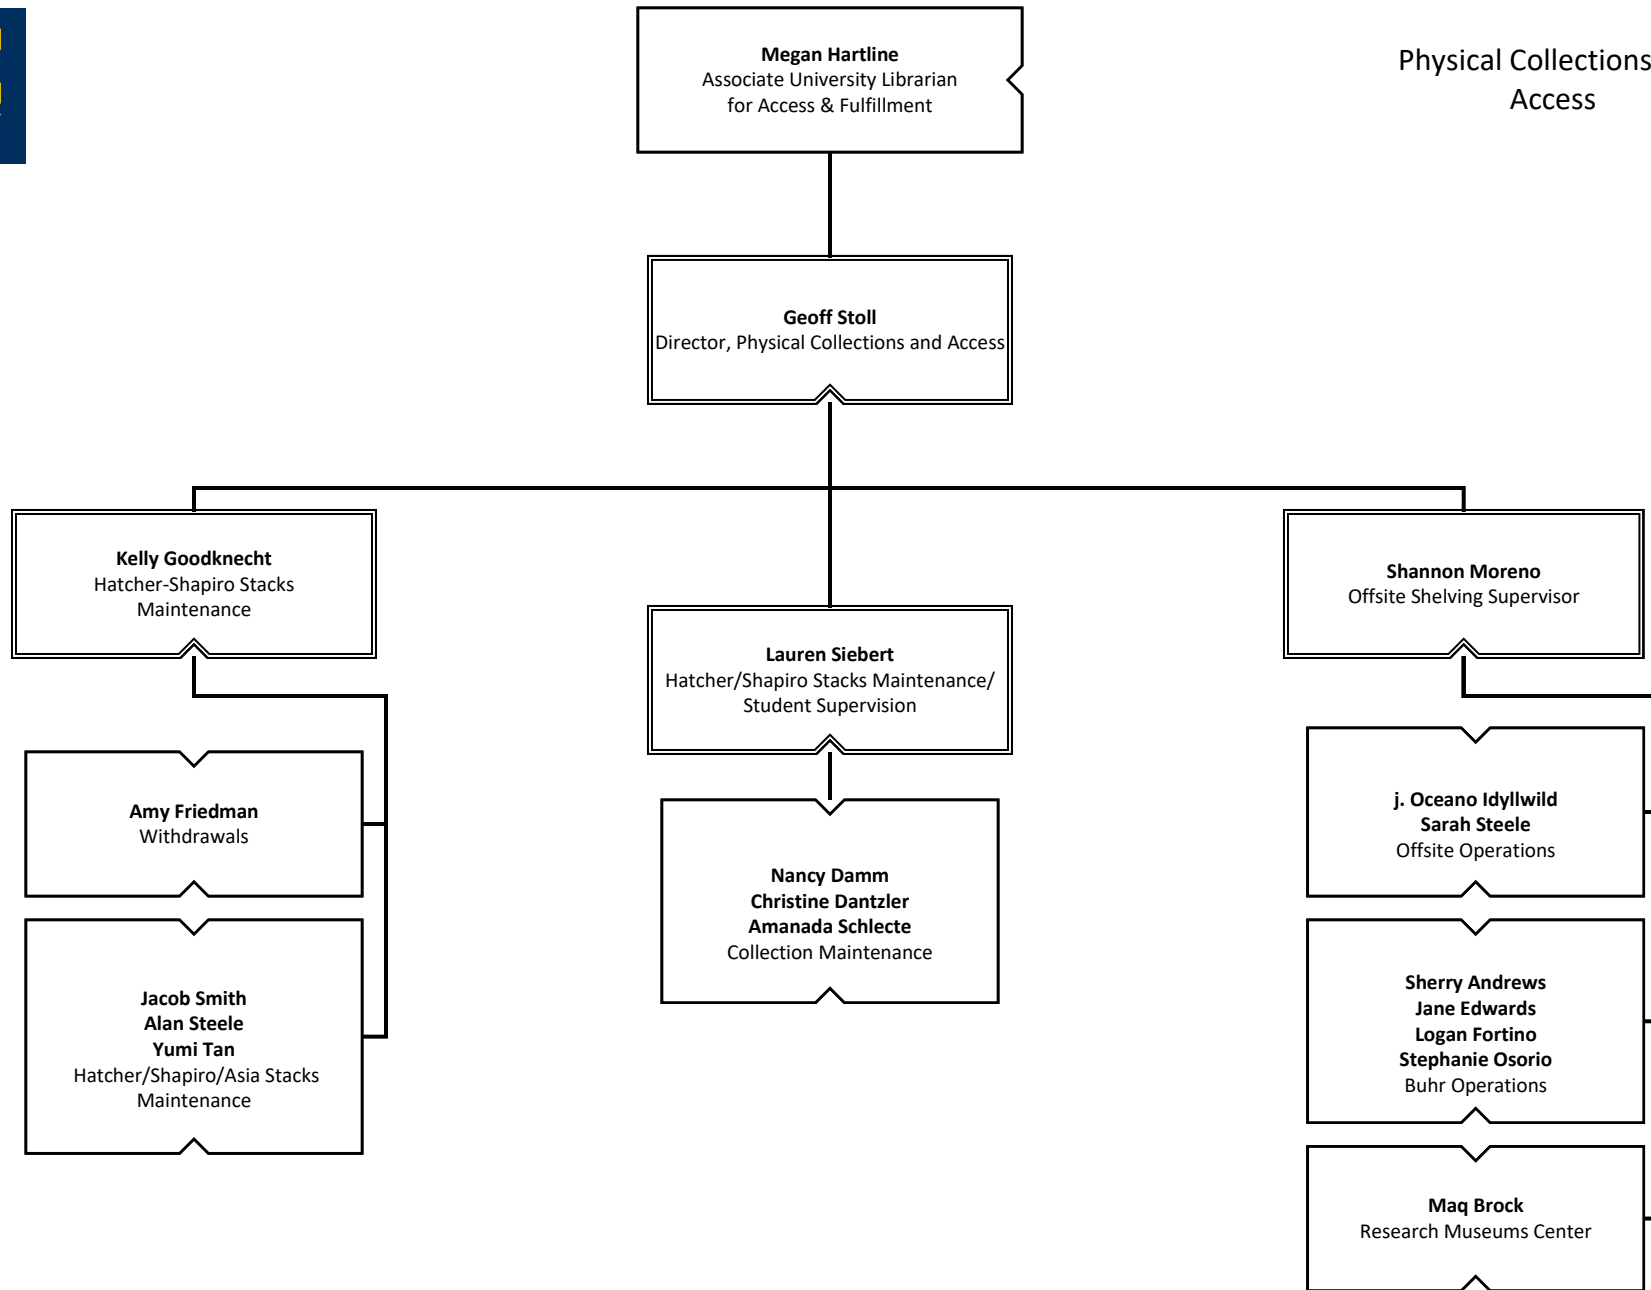 Megan Hartline
Associate University Librarian
for Access & Fulfillment
Physical Collections
Access
Geoff Stoll
Director, Physical Collections and Access
Kelly Goodknecht
Hatcher-Shapiro Stacks
Maintenance
Lauren Siebert
Hatcher/Shapiro Stacks Maintenance/
Student Supervision
Shannon Moreno
Offsite Shelving Supervisor
Amy Friedman
Withdrawals
Jacob Smith
Alan Steele
Yumi Tan
Hatcher/Shapiro/Asia Stacks
Maintenance
Nancy Damm
Christine Dantzler
Amanada Schlecte
Collection Maintenance
j. Oceano Idyllwild
Sarah Steele
Offsite Operations
Sherry Andrews
Jane Edwards
Logan Fortino
Stephanie Osorio
Buhr Operations
Maq Brock
Research Museums Center